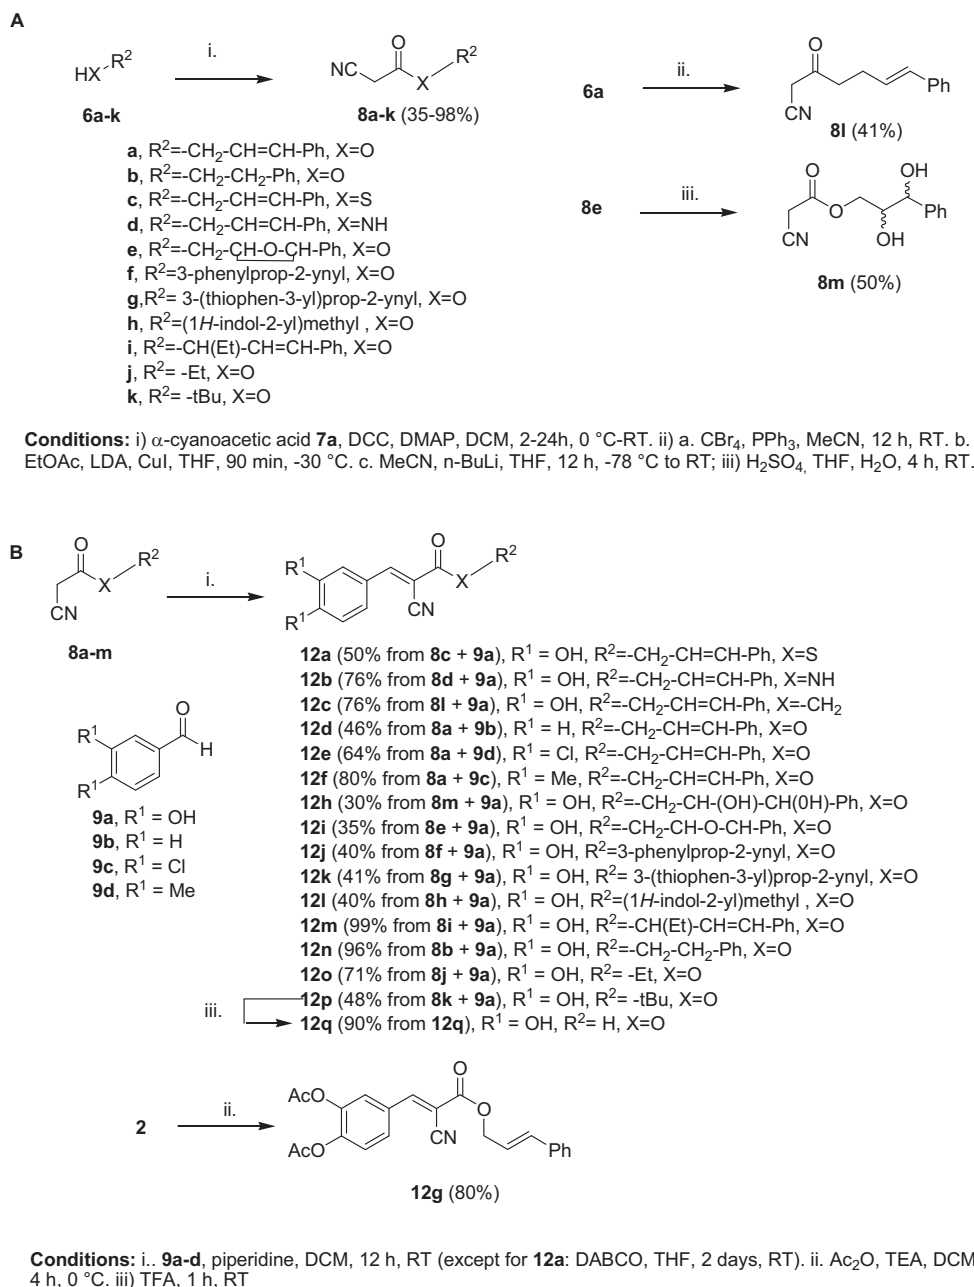 A
HX R² i. NC O X R² 6a ii. O CN Ph
6a-k 8a-k (35-98%) 8l (41%)
a, R²=-CH₂-CH=CH-Ph, X=O
b, R²=-CH₂-CH₂-Ph, X=O
c, R²=-CH₂-CH=CH-Ph, X=S
d, R²=-CH₂-CH=CH-Ph, X=NH
e, R²=-CH₂-CH-O-CH-Ph, X=O
f, R²=3-phenylprop-2-ynyl, X=O
g,R²= 3-(thiophen-3-yl)prop-2-ynyl, X=O
h, R²=(1H-indol-2-yl)methyl , X=O
i, R²=-CH(Et)-CH=CH-Ph, X=O
j, R²= -Et, X=O
k, R²= -tBu, X=O
8e iii. O O OH Ph CN OH
8m (50%)
Conditions: i) α-cyanoacetic acid 7a, DCC, DMAP, DCM, 2-24h, 0 °C-RT. ii) a. CBr₄, PPh₃, MeCN, 12 h, RT. b.
EtOAc, LDA, CuI, THF, 90 min, -30 °C. c. MeCN, n-BuLi, THF, 12 h, -78 °C to RT; iii) H₂SO₄, THF, H₂O, 4 h, RT.
B
O R² X CN i. R¹ R¹ O R² X CN
8a-m
R¹ R¹ O H
9a, R¹ = OH
9b, R¹ = H
9c, R¹ = Cl
9d, R¹ = Me
12a (50% from 8c + 9a), R¹ = OH, R²=-CH₂-CH=CH-Ph, X=S
12b (76% from 8d + 9a), R¹ = OH, R²=-CH₂-CH=CH-Ph, X=NH
12c (76% from 8l + 9a), R¹ = OH, R²=-CH₂-CH=CH-Ph, X=-CH₂
12d (46% from 8a + 9b), R¹ = H, R²=-CH₂-CH=CH-Ph, X=O
12e (64% from 8a + 9d), R¹ = Cl, R²=-CH₂-CH=CH-Ph, X=O
12f (80% from 8a + 9c), R¹ = Me, R²=-CH₂-CH=CH-Ph, X=O
12h (30% from 8m + 9a), R¹ = OH, R²=-CH₂-CH-(OH)-CH(0H)-Ph, X=O
12i (35% from 8e + 9a), R¹ = OH, R²=-CH₂-CH-O-CH-Ph, X=O
12j (40% from 8f + 9a), R¹ = OH, R²=3-phenylprop-2-ynyl, X=O
12k (41% from 8g + 9a), R¹ = OH, R²= 3-(thiophen-3-yl)prop-2-ynyl, X=O
12l (40% from 8h + 9a), R¹ = OH, R²=(1H-indol-2-yl)methyl , X=O
12m (99% from 8i + 9a), R¹ = OH, R²=-CH(Et)-CH=CH-Ph, X=O
12n (96% from 8b + 9a), R¹ = OH, R²=-CH₂-CH₂-Ph, X=O
12o (71% from 8j + 9a), R¹ = OH, R²= -Et, X=O
12p (48% from 8k + 9a), R¹ = OH, R²= -tBu, X=O
iii. 12q (90% from 12q), R¹ = OH, R²= H, X=O
2 ii. AcO AcO O O CN Ph
12g (80%)
Conditions: i.. 9a-d, piperidine, DCM, 12 h, RT (except for 12a: DABCO, THF, 2 days, RT). ii. Ac₂O, TEA, DCM
4 h, 0 °C. iii) TFA, 1 h, RT